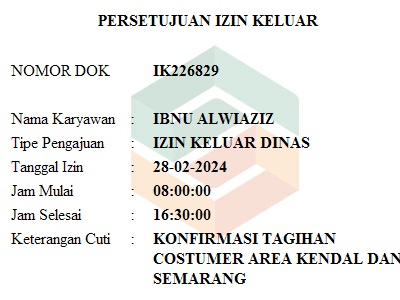 PERSETUJUAN IZIN KELUAR
NOMOR DOK IK226829
Nama Karyawan : IBNU ALWIAZIZ
Tipe Pengajuan : IZIN KELUAR DINAS
Tanggal Izin : 28-02-2024
Jam Mulai : 08:00:00
Jam Selesai : 16:30:00
Keterangan Cuti : KONFIRMASI TAGIHAN
COSTUMER AREA KENDAL DAN
SEMARANG